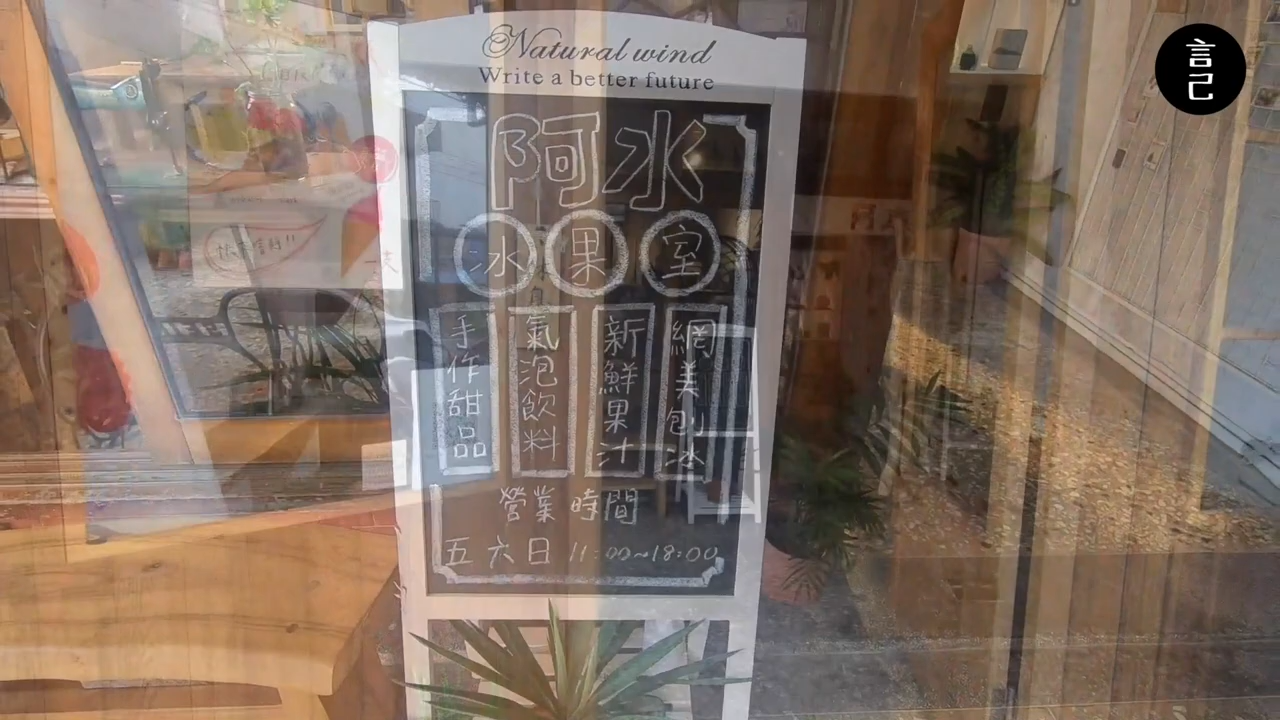 Natural wind
Write a better future
阿水
冰果室
網美刨冰
新鮮果汁
氣泡飲料
手作甜品
營業時間
五六日 11:00~18:00
言己